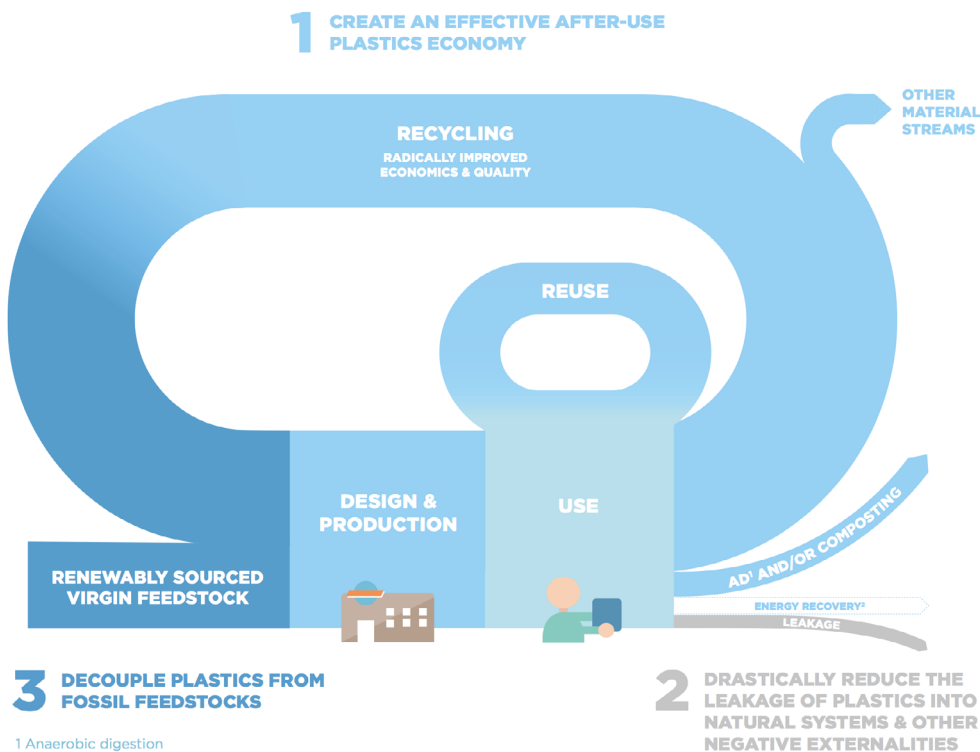 1 CREATE AN EFFECTIVE AFTER-USE
PLASTICS ECONOMY
OTHER
MATERIAL
STREAMS
RECYCLING
RADICALLY IMPROVED
ECONOMICS & QUALITY
REUSE
DESIGN &
PRODUCTION
USE
RENEWABLY SOURCED
VIRGIN FEEDSTOCK
AD¹ AND/OR COMPOSTING
ENERGY RECOVERY²
LEAKAGE
3 DECOUPLE PLASTICS FROM
FOSSIL FEEDSTOCKS
2 DRASTICALLY REDUCE THE
LEAKAGE OF PLASTICS INTO
NATURAL SYSTEMS & OTHER
NEGATIVE EXTERNALITIES
1 Anaerobic digestion